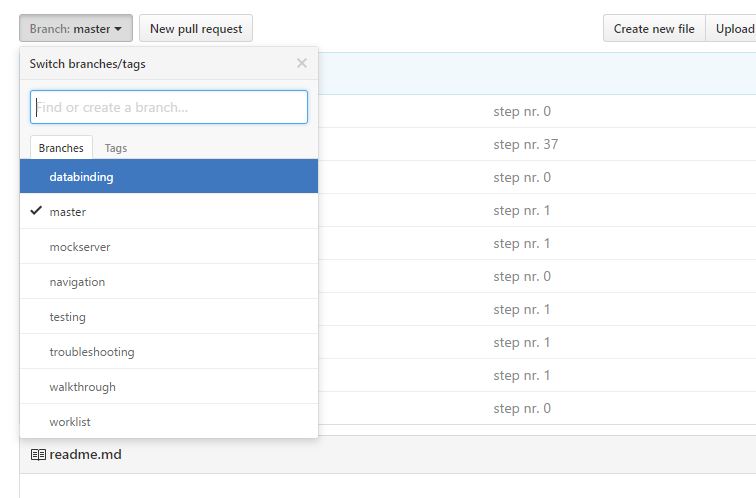 Branch: master
New pull request
Create new file
Upload
Switch branches/tags
Find or create a branch...
Branches
Tags
databinding
master
mockserver
navigation
testing
troubleshooting
walkthrough
worklist
step nr. 0
step nr. 37
step nr. 0
step nr. 1
step nr. 1
step nr. 0
step nr. 1
step nr. 1
step nr. 1
step nr. 0
readme.md